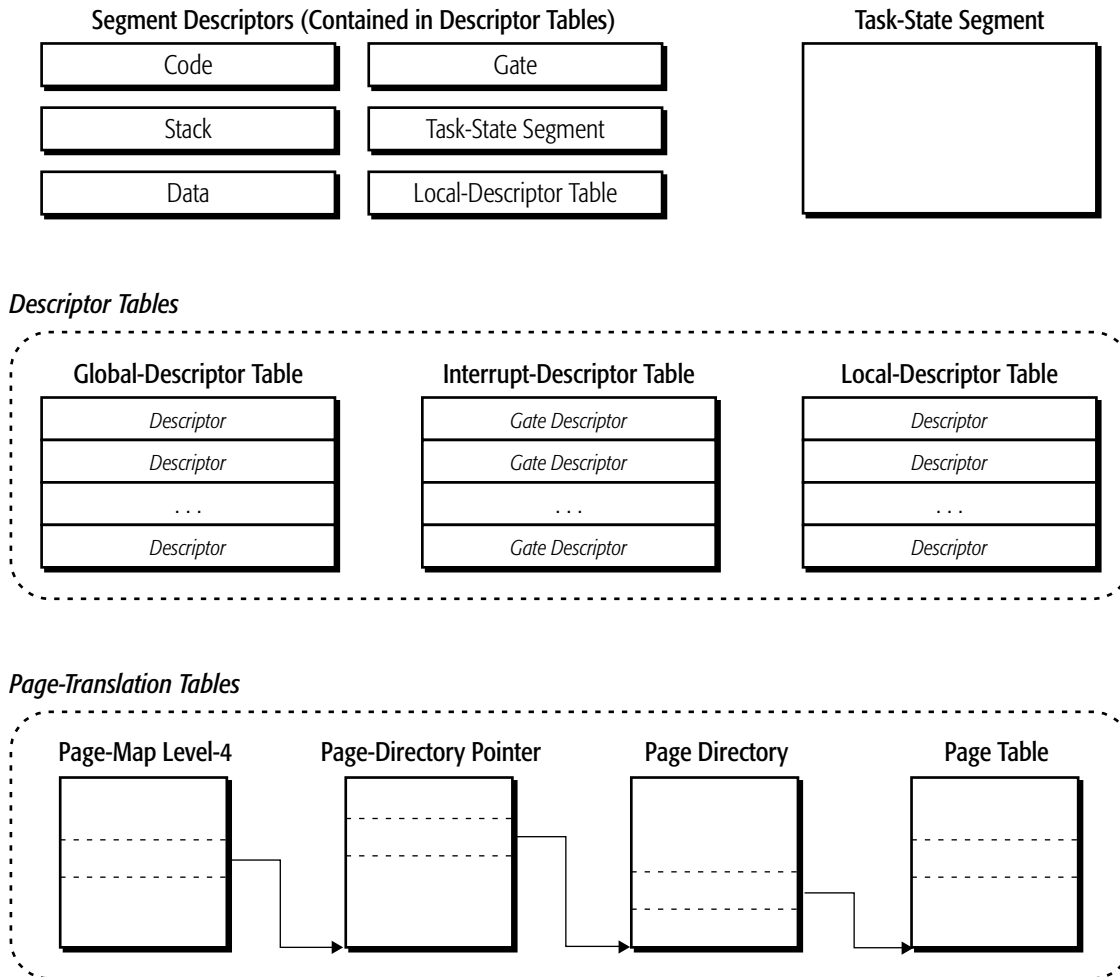 Segment Descriptors (Contained in Descriptor Tables)
Task-State Segment
Code
Gate
Stack
Task-State Segment
Data
Local-Descriptor Table
Descriptor Tables
Global-Descriptor Table
Interrupt-Descriptor Table
Local-Descriptor Table
Descriptor
Gate Descriptor
Descriptor
Descriptor
Gate Descriptor
Descriptor
. . .
. . .
. . .
Descriptor
Gate Descriptor
Descriptor
Page-Translation Tables
Page-Map Level-4
Page-Directory Pointer
Page Directory
Page Table